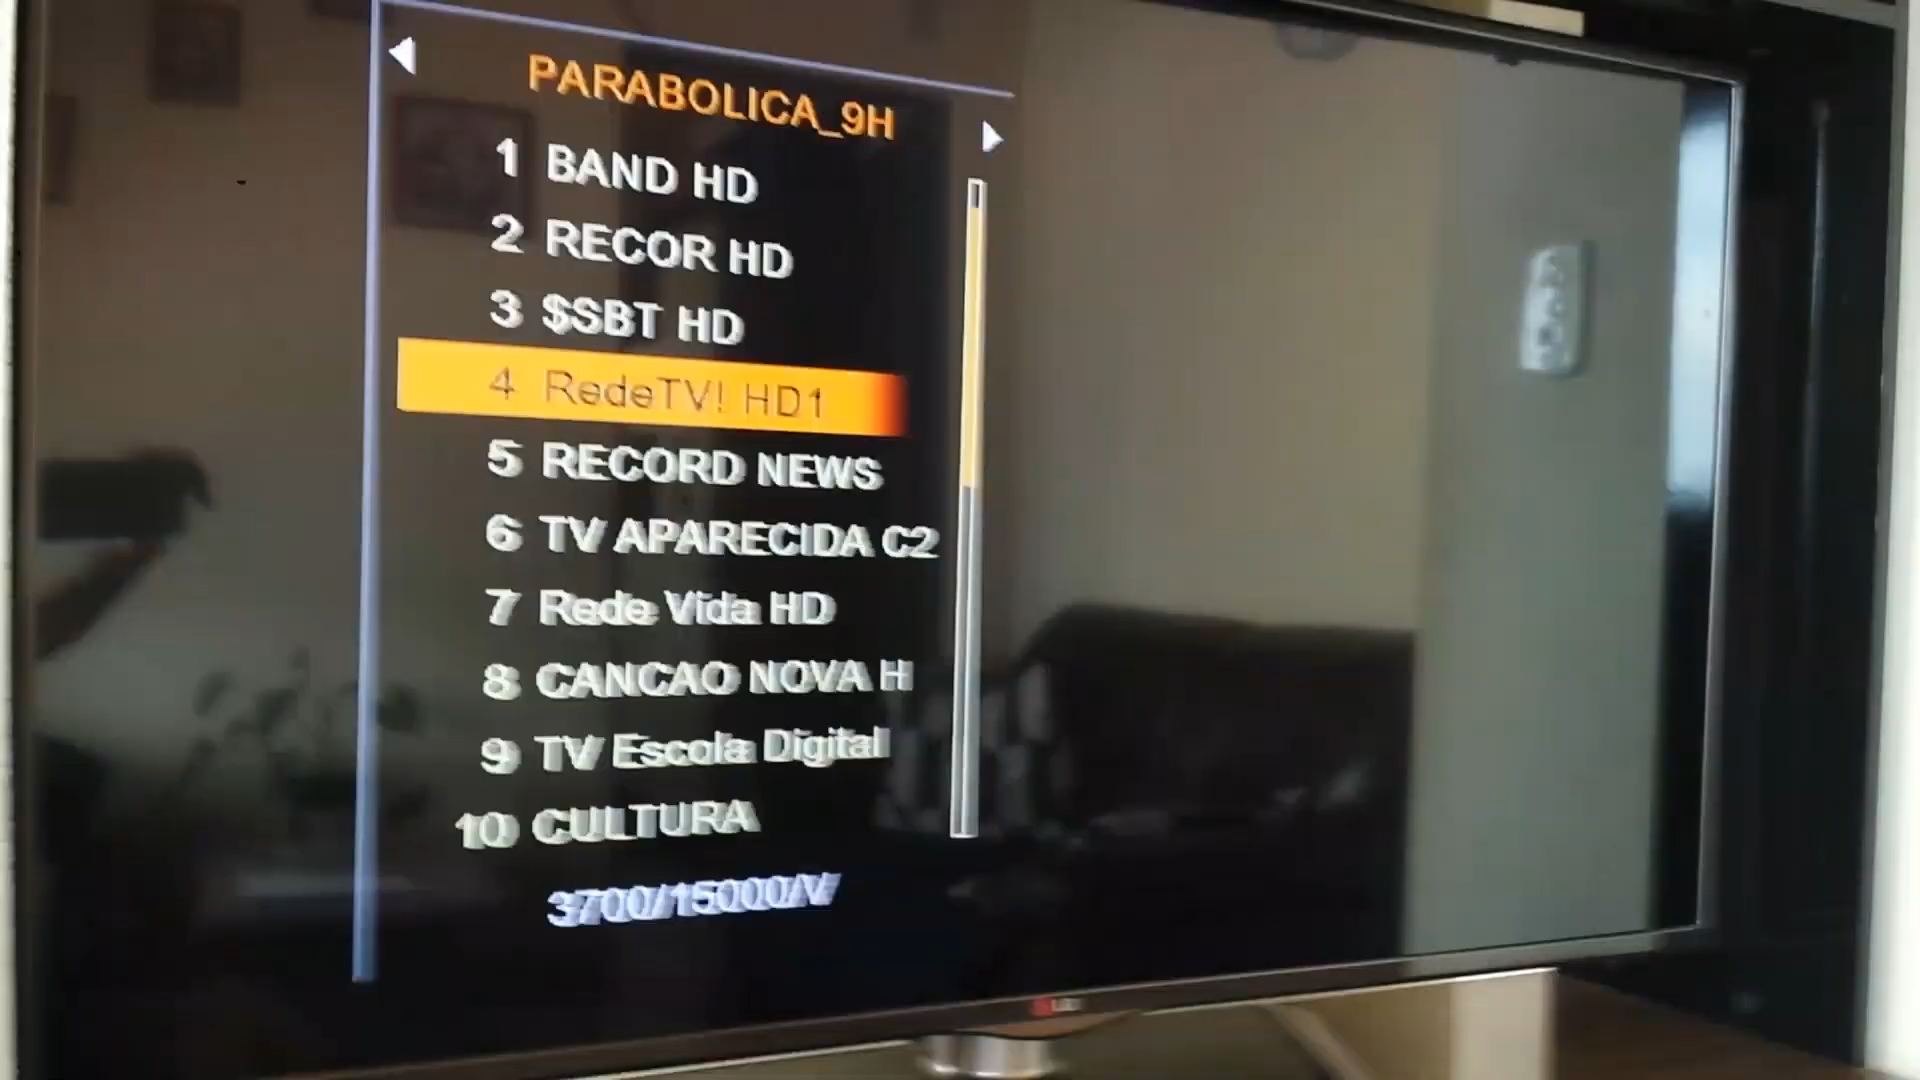 PARABOLICA_9H
1 BAND HD
2 RECOR HD
3 $SBT HD
4 RedeTV! HD1
5 RECORD NEWS
6 TV APARECIDA C2
7 Rede Vida HD
8 CANCAO NOVA H
9 TV Escola Digital
10 CULTURA
3700/15000/V
LG